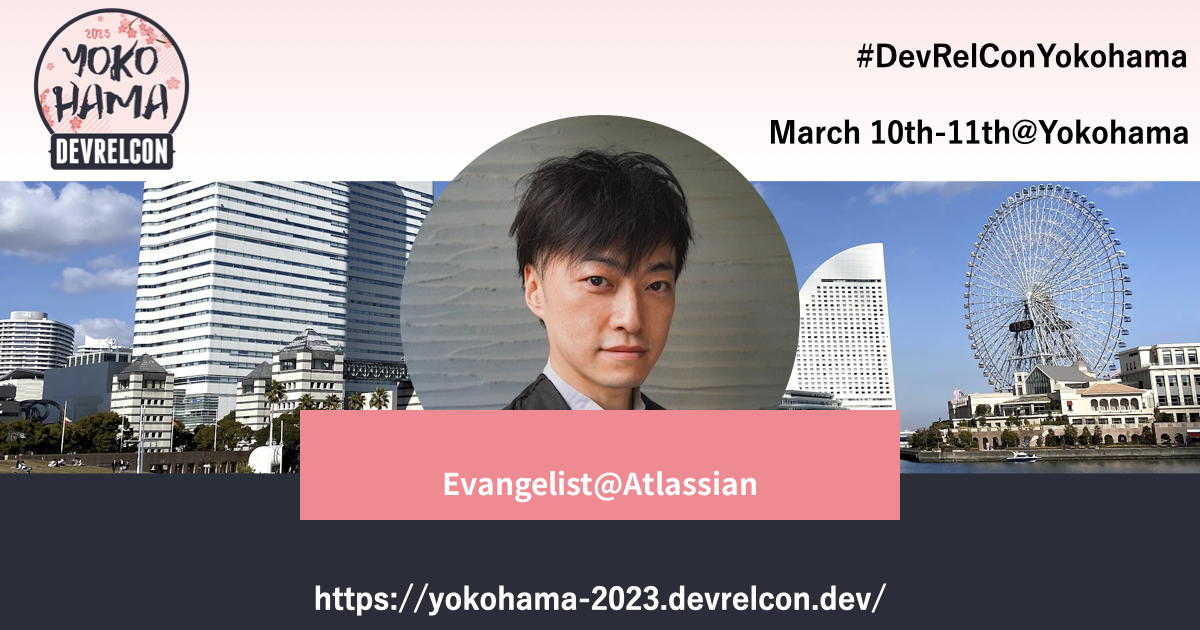 2023
YOKO
HAMA
DEVRELCON
#DevRelConYokohama
March 10th-11th@Yokohama
Evangelist@Atlassian
https://yokohama-2023.devrelcon.dev/